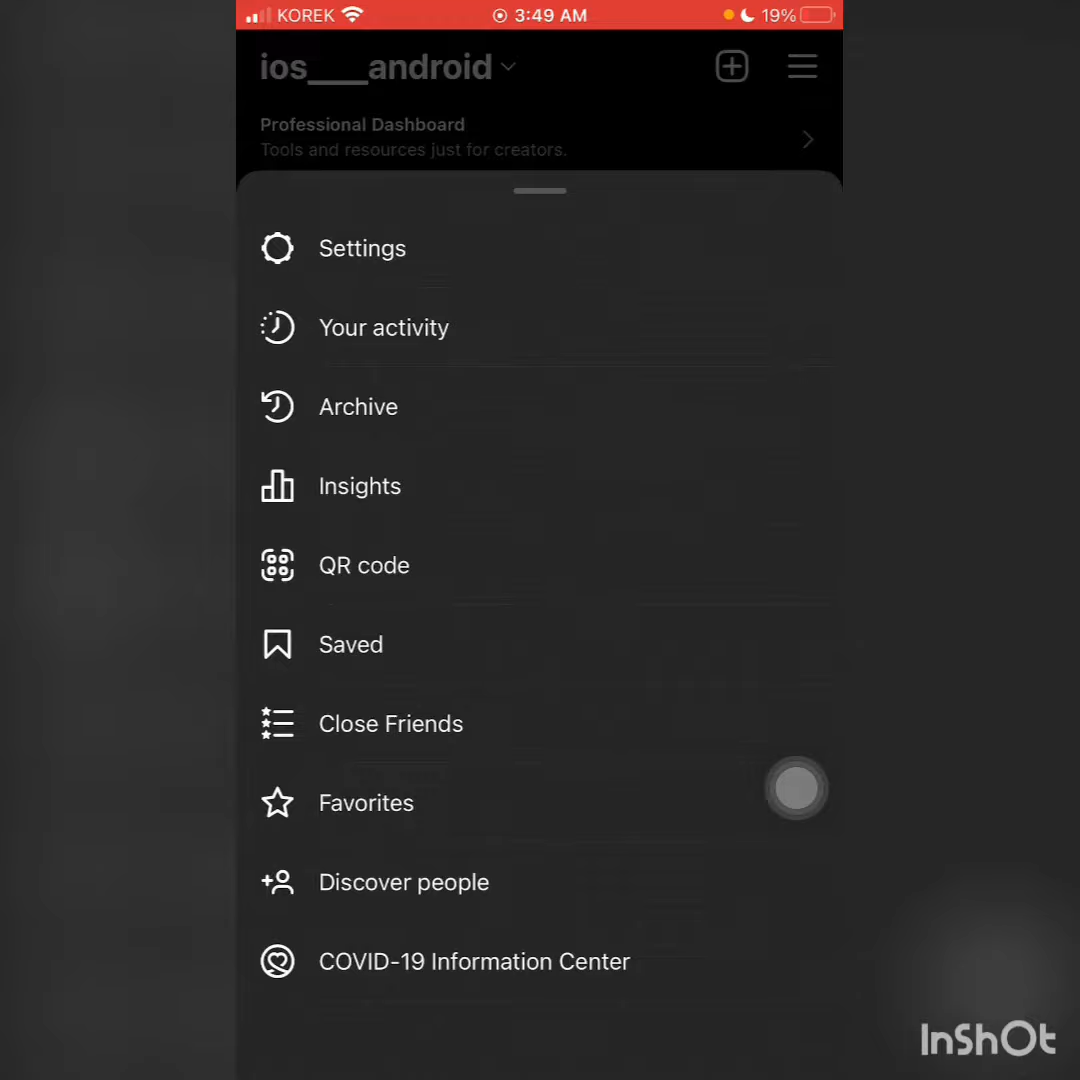 KOREK 3:49 AM 19%
ios___android
Professional Dashboard
Tools and resources just for creators.
Settings
Your activity
Archive
Insights
QR code
Saved
Close Friends
Favorites
Discover people
COVID-19 Information Center
InShOt